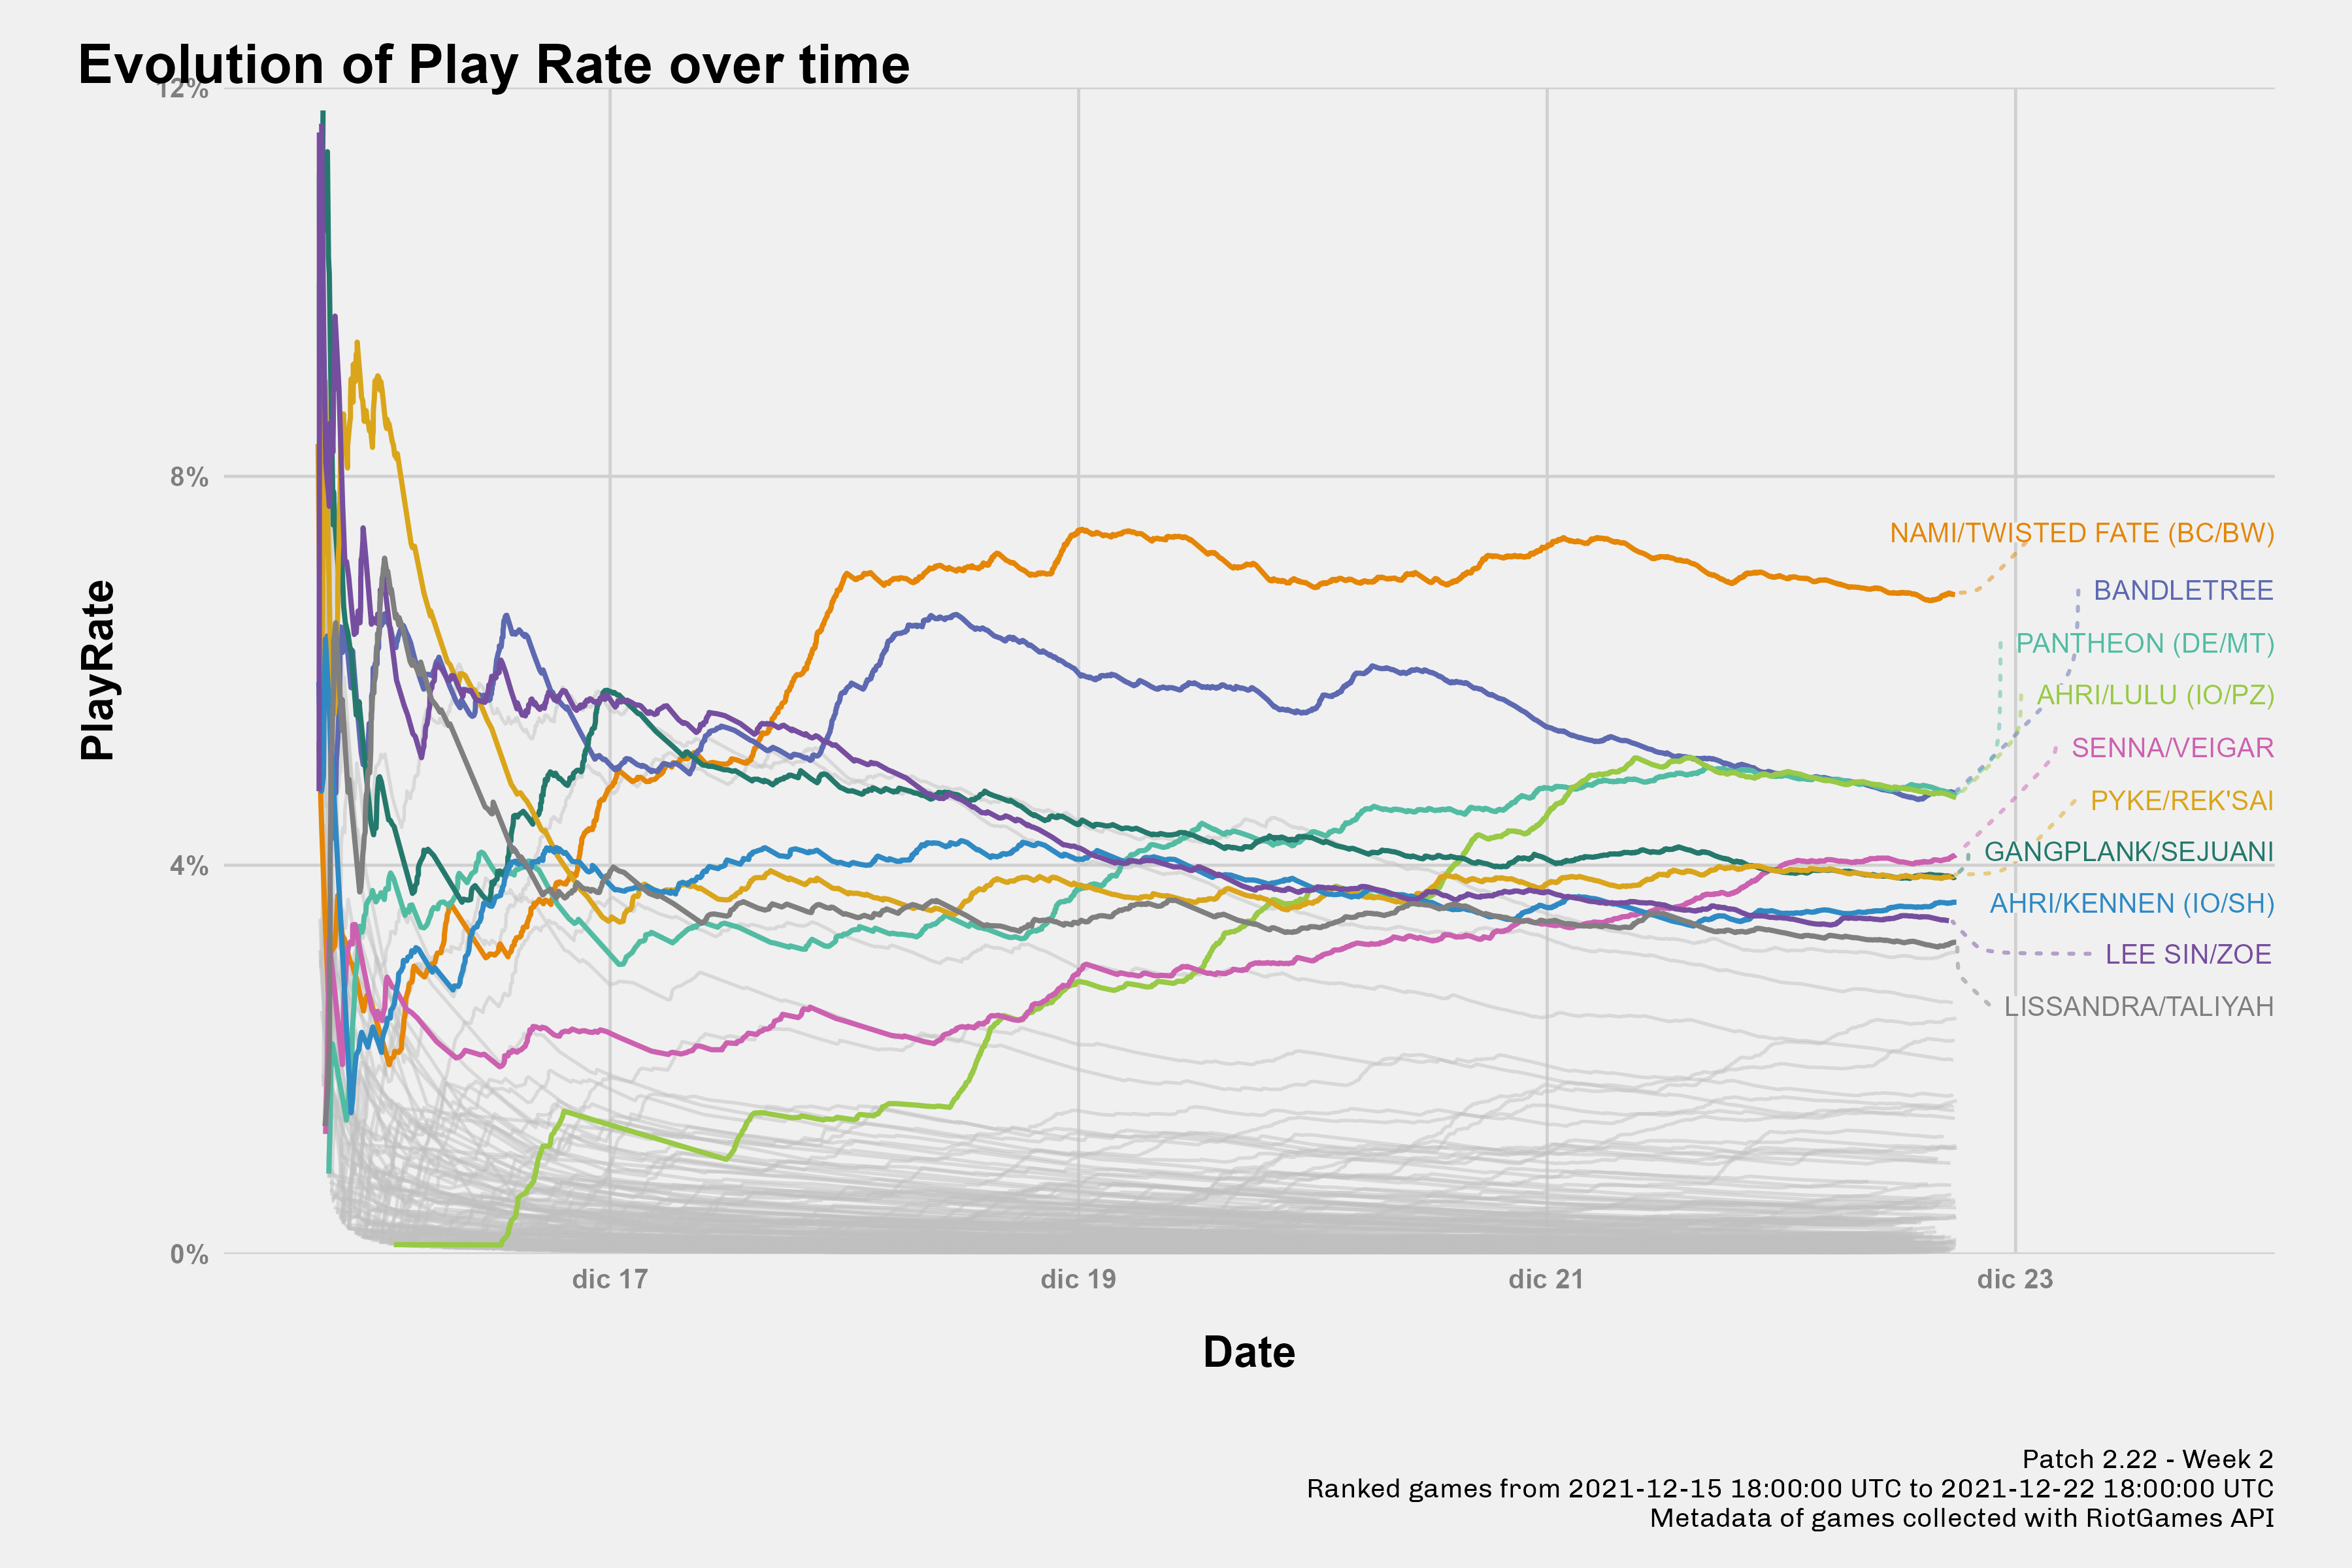 Evolution of Play Rate over time
12%
8%
4%
0%
PlayRate
NAMI/TWISTED FATE (BC/BW)
BANDLETREE
PANTHEON (DE/MT)
AHRI/LULU (IO/PZ)
SENNA/VEIGAR
PYKE/REK'SAI
GANGPLANK/SEJUANI
AHRI/KENNEN (IO/SH)
LEE SIN/ZOE
LISSANDRA/TALIYAH
dic 17
dic 19
dic 21
dic 23
Date
Patch 2.22 - Week 2
Ranked games from 2021-12-15 18:00:00 UTC to 2021-12-22 18:00:00 UTC
Metadata of games collected with RiotGames API